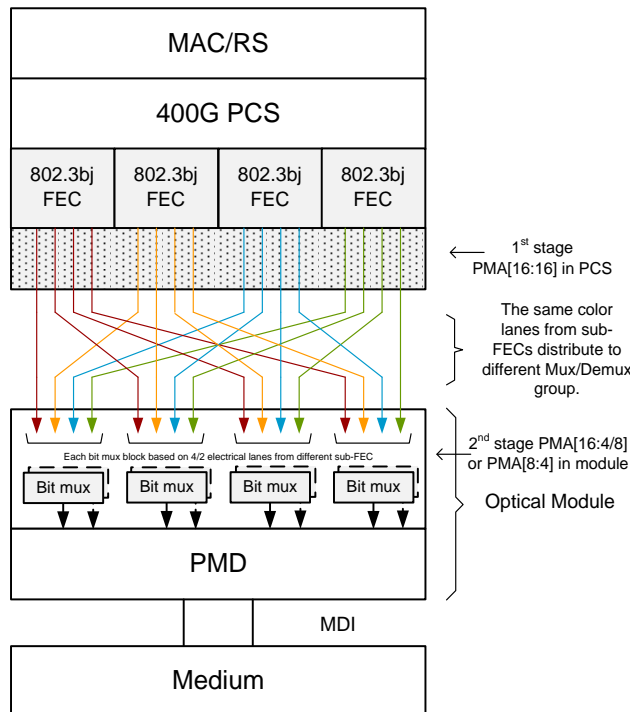 MAC/RS
400G PCS
802.3bj
FEC
802.3bj
FEC
802.3bj
FEC
802.3bj
FEC
1st stage
PMA[16:16] in PCS
The same color
lanes from sub-
FECs distribute to
different Mux/Demux
group.
Each bit mux block based on 4/2 electrical lanes from different sub-FEC
2nd stage PMA[16:4/8]
or PMA[8:4] in module
Bit mux
Bit mux
Bit mux
Bit mux
Optical Module
PMD
MDI
Medium